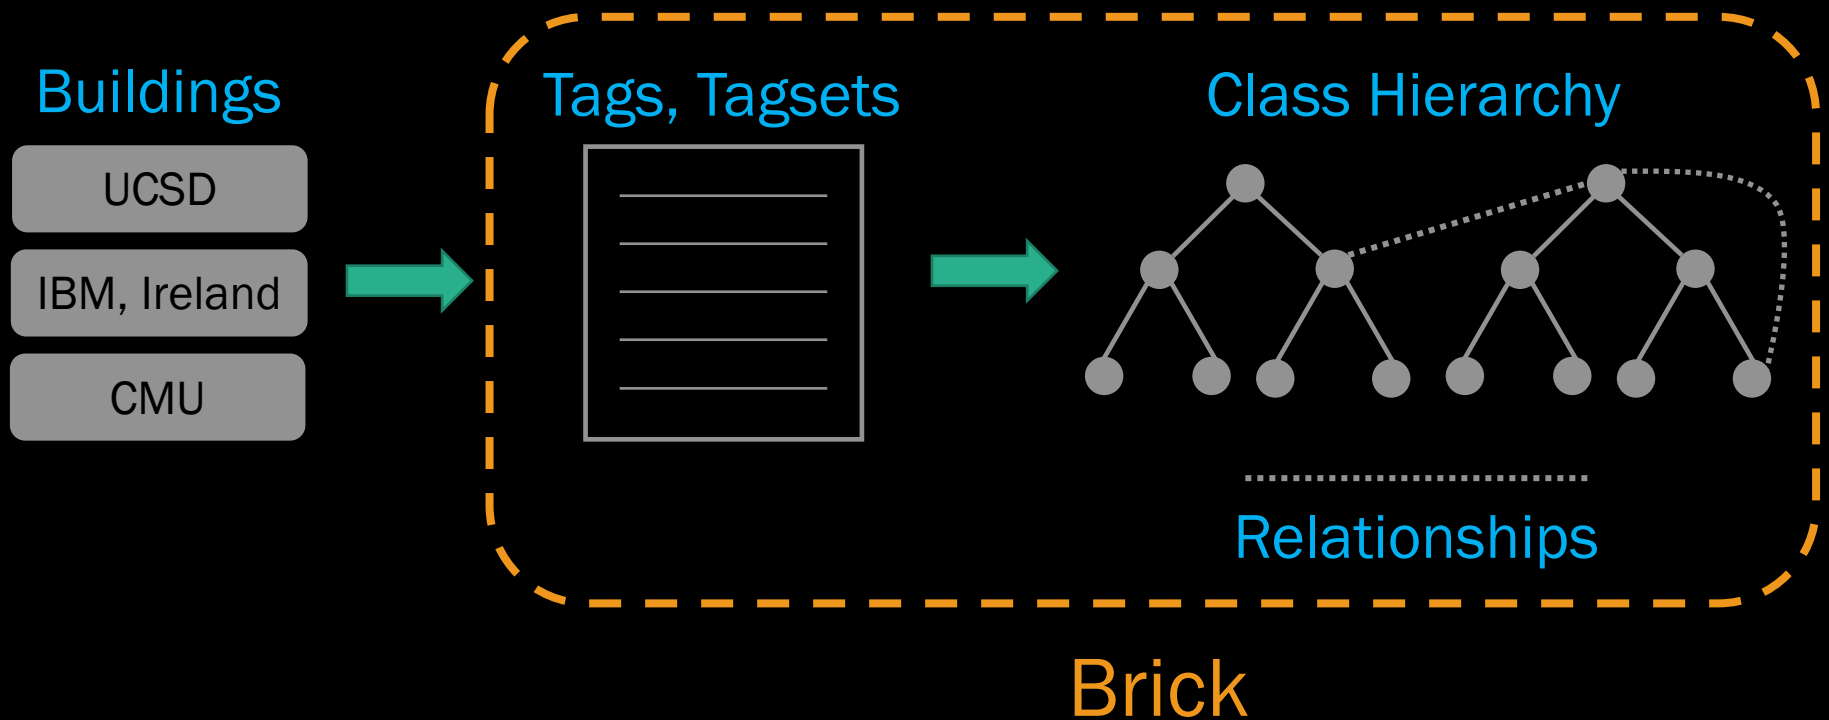 Buildings
UCSD
IBM, Ireland
CMU
Tags, Tagsets
Class Hierarchy
Relationships
Brick